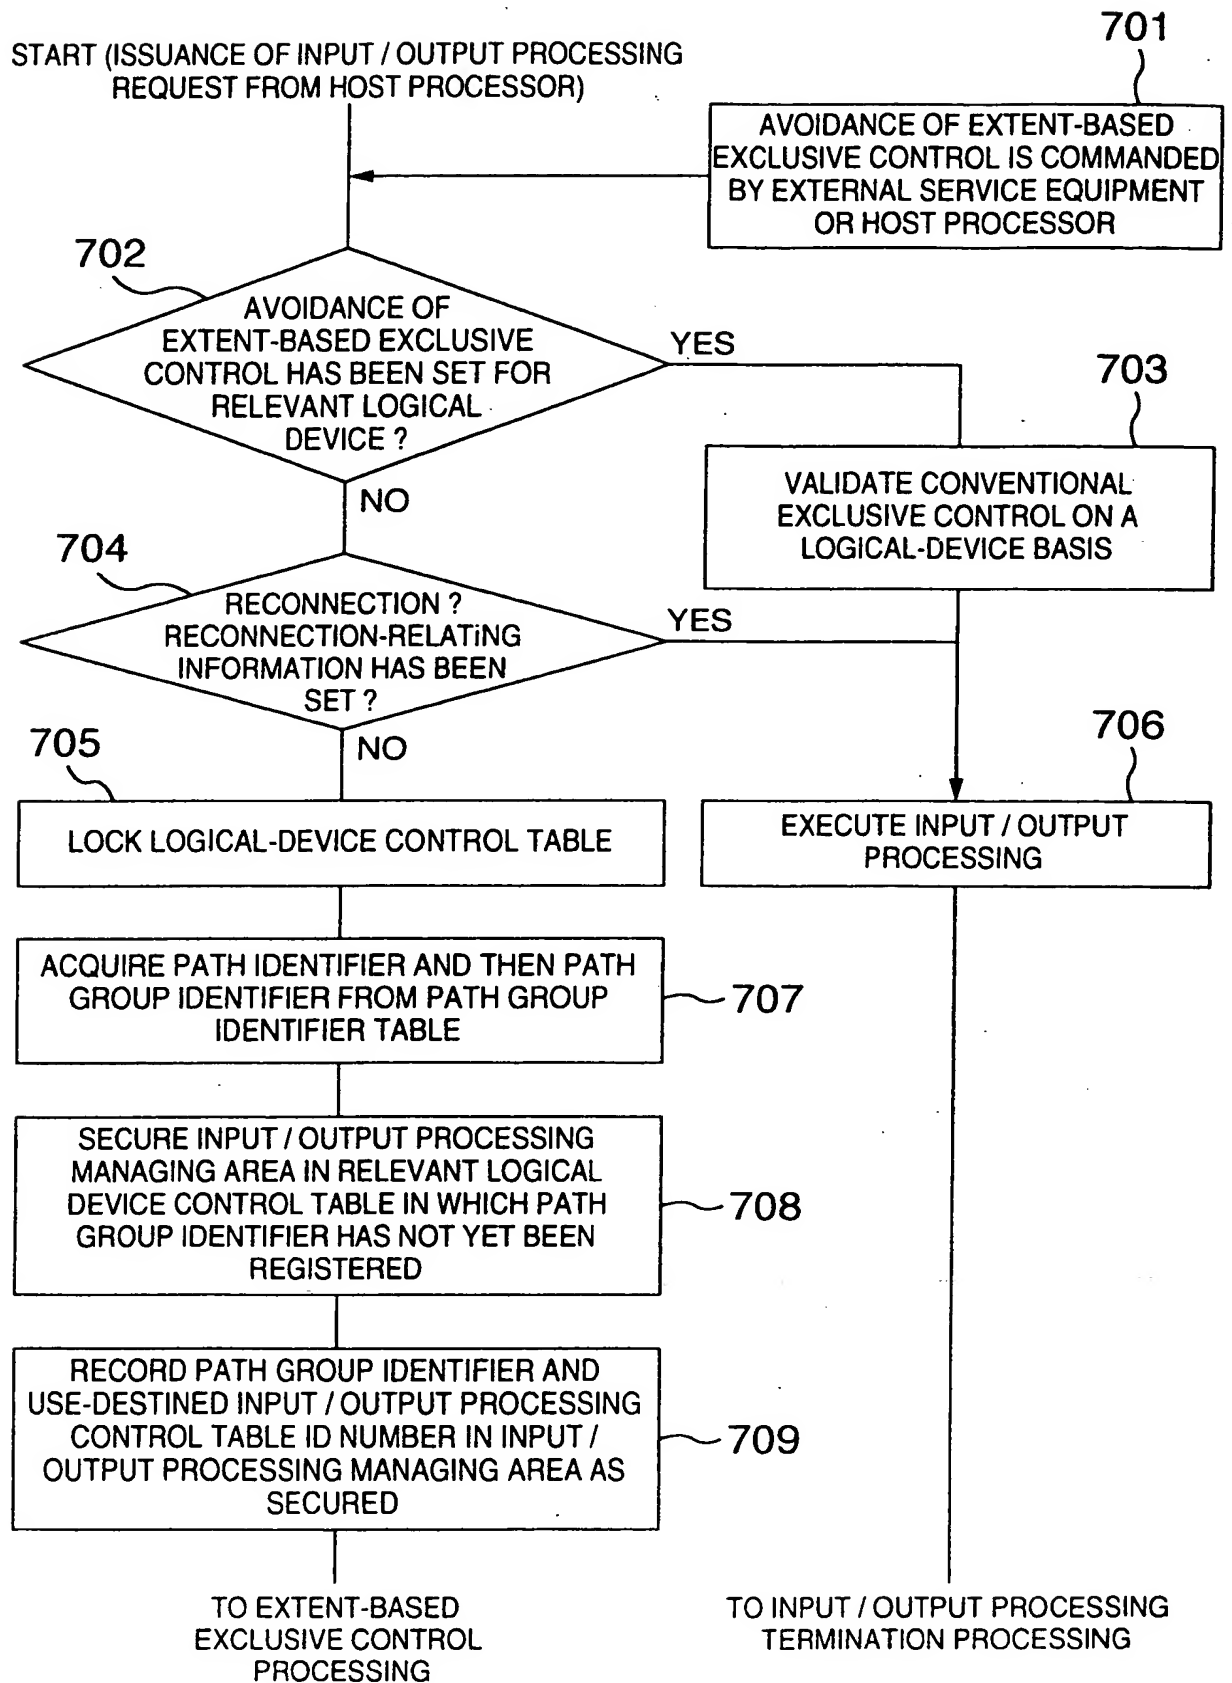 START (ISSUANCE OF INPUT / OUTPUT PROCESSING
REQUEST FROM HOST PROCESSOR)
701
AVOIDANCE OF EXTENT-BASED
EXCLUSIVE CONTROL IS COMMANDED
BY EXTERNAL SERVICE EQUIPMENT
OR HOST PROCESSOR
702
AVOIDANCE OF
EXTENT-BASED EXCLUSIVE
CONTROL HAS BEEN SET FOR
RELEVANT LOGICAL
DEVICE ?
YES
NO
703
VALIDATE CONVENTIONAL
EXCLUSIVE CONTROL ON A
LOGICAL-DEVICE BASIS
704
RECONNECTION ?
RECONNECTION-RELATiNG
INFORMATION HAS BEEN
SET ?
YES
NO
705
LOCK LOGICAL-DEVICE CONTROL TABLE
706
EXECUTE INPUT / OUTPUT
PROCESSING
ACQUIRE PATH IDENTIFIER AND THEN PATH
GROUP IDENTIFIER FROM PATH GROUP
IDENTIFIER TABLE
707
SECURE INPUT / OUTPUT PROCESSING
MANAGING AREA IN RELEVANT LOGICAL
DEVICE CONTROL TABLE IN WHICH PATH
GROUP IDENTIFIER HAS NOT YET BEEN
REGISTERED
708
RECORD PATH GROUP IDENTIFIER AND
USE-DESTINED INPUT / OUTPUT PROCESSING
CONTROL TABLE ID NUMBER IN INPUT /
OUTPUT PROCESSING MANAGING AREA AS
SECURED
709
TO EXTENT-BASED
EXCLUSIVE CONTROL
PROCESSING
TO INPUT / OUTPUT PROCESSING
TERMINATION PROCESSING